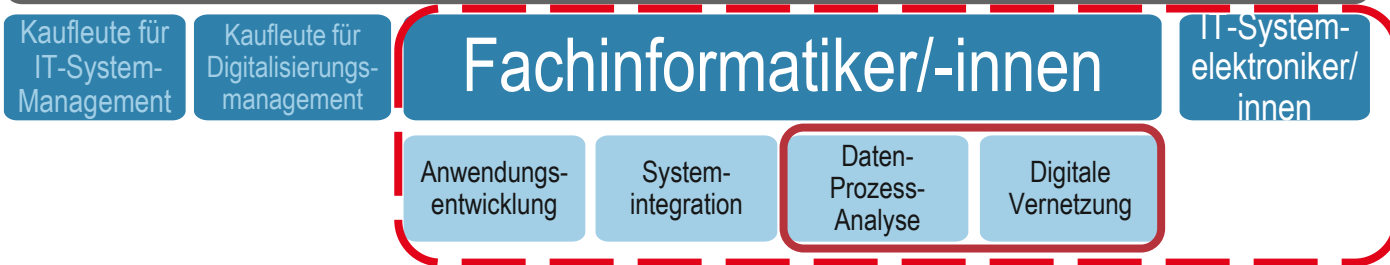 Kaufleute für
IT-System-
Management
Kaufleute für
Digitalisierungs-
management
Fachinformatiker/-innen
IT-System-
elektroniker/
innen
Anwendungs-
entwicklung
System-
integration
Daten-
Prozess-
Analyse
Digitale
Vernetzung